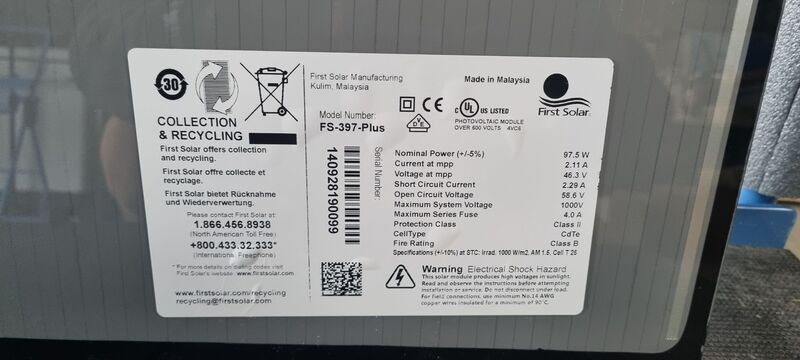 30
COLLECTION
& RECYCLING
First Solar offers collection
and recycling.
First Solar offre collecte et
recyclage.
First Solar bietet Rücknahme
und Wiederverwertung.
Please contact First Solar at:
1.866.456.8938
(North American Toll Free)
+800.433.32.333*
(International Freephone)
* For more details on dialing codes visit
First Solar's website www.firstsolar.com
www.firstsolar.com/recycling
recycling@firstsolar.com
First Solar Manufacturing
Kulim, Malaysia
Model Number:
FS-397-Plus
Serial Number:
140928190099
Made in Malaysia
First Solar.
CE
VDE
C UL US LISTED
PHOTOVOLTAIC MODULE
OVER 600 VOLTS 4VC6
Nominal Power (+/-5%) 97.5 W
Current at mpp 2.11 A
Voltage at mpp 46.3 V
Short Circuit Current 2.29 A
Open Circuit Voltage 58.6 V
Maximum System Voltage 1000V
Maximum Series Fuse 4.0 A
Protection Class Class II
CellType CdTe
Fire Rating Class B
Specifications (+/-10%) at STC: Irrad. 1000 W/m2, AM 1.5, Cell T 25
Warning Electrical Shock Hazard
This solar module produces high voltages in sunlight.
Read and observe the instructions before attempting
installation or service. Do not disconnect under load.
For field connections, use minimum No.14 AWG
copper wires insulated for a minimum of 90°C.